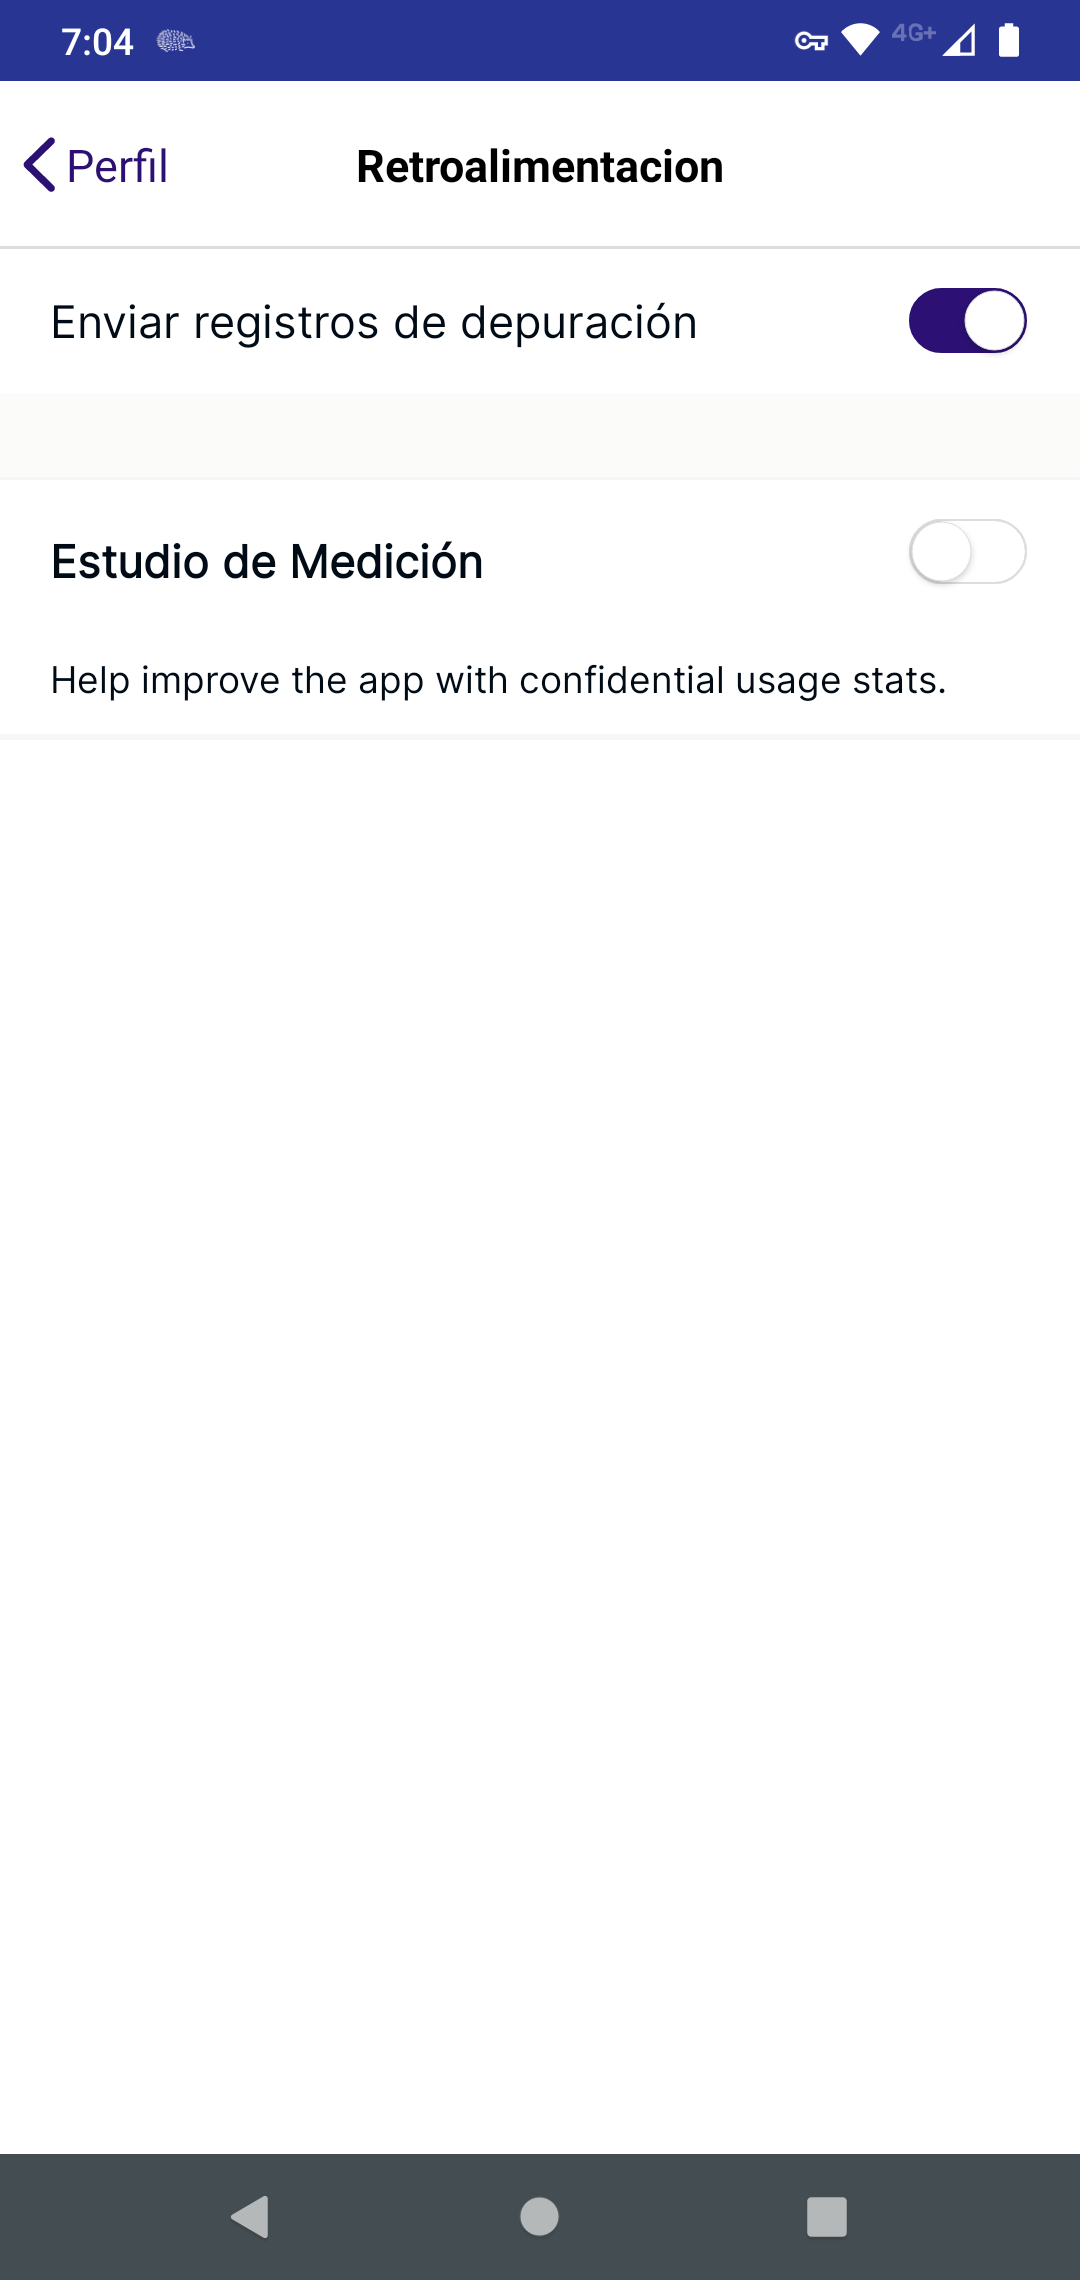 7:04
4G+
Perfil
Retroalimentacion
Enviar registros de depuración
Estudio de Medición
Help improve the app with confidential usage stats.